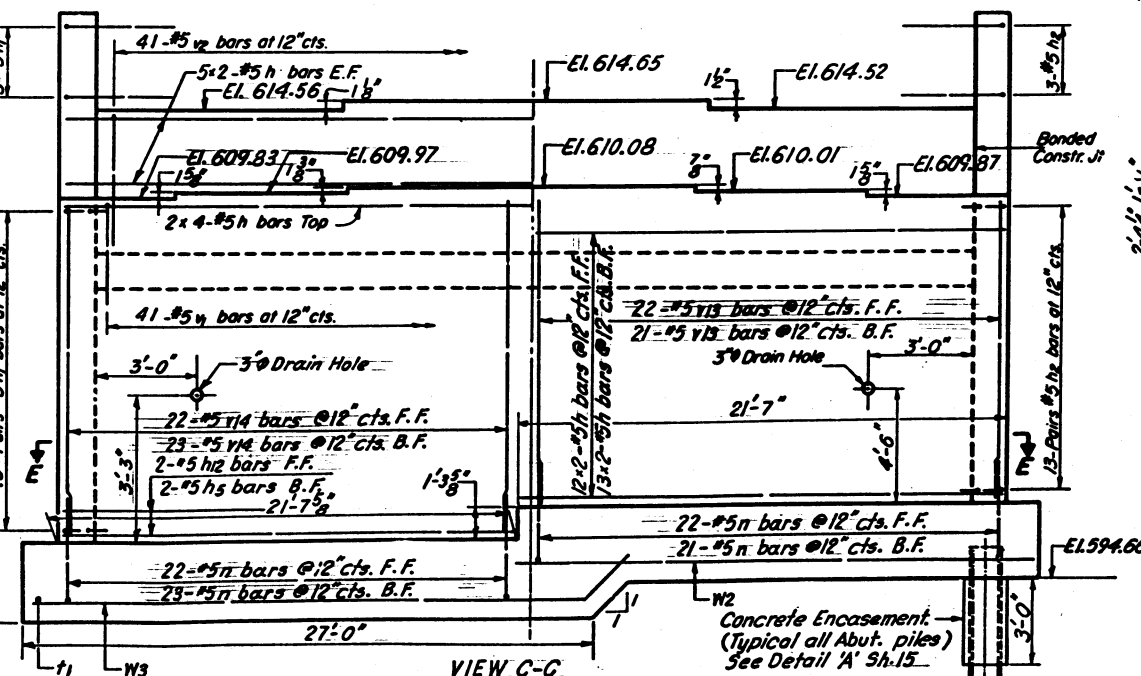 41-#5 v2 bars at 12"cts.
5x2-#5 h bars E.F.
El. 614.56
1 1/8"
El. 614.65
1 1/2"
El. 614.52
3-#5 h2
Bonded
Constr. Jt
El. 609.83
El. 609.97
1 5/8"
1 3/8"
El. 610.08
7/8"
El. 610.01
1 5/8"
El. 609.87
2 x 4-#5 h bars Top
41-#5 v1 bars at 12"cts.
12x2-#5h bars @12"cts. F.F.
13x2-#5h bars @12"cts. B.F.
22-#5 v13 bars @12"cts. F.F.
21-#5 v13 bars @12"cts. B.F.
13-Pairs #5 h2 bars at 12" cts.
3'-0"
3"Φ Drain Hole
3"Φ Drain Hole
3'-0"
22-#5 v14 bars @12"cts. F.F.
23-#5 v14 bars @12"cts. B.F.
2-#5 h12 bars F.F.
2-#5 h5 bars B.F.
21'-7 5/8"
3'-3"
1'-3 5/8"
21'-7"
4'-6"
E
E
22-#5 n bars @12"cts. F.F.
21-#5 n bars @12"cts. B.F.
22-#5 n bars @12"cts. F.F.
23-#5 n bars @12"cts. B.F.
El. 594.66
W2
1
1
27'-0"
Concrete Encasement
(Typical all Abut. piles)
See Detail 'A' Sh.15
3'-0"
t1
W3
VIEW C-C